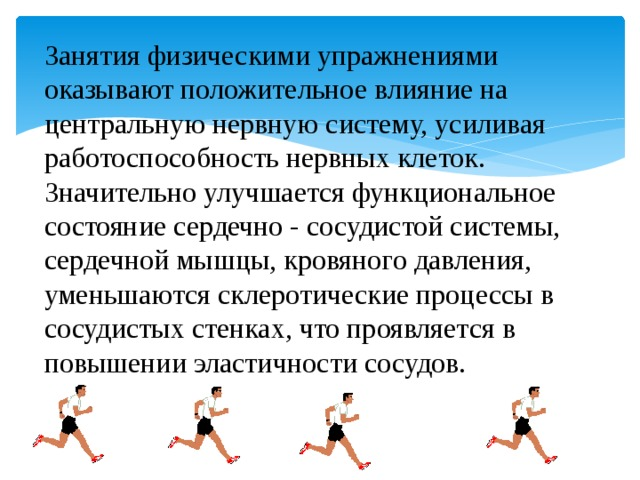 Занятия физическими упражнениями
оказывают положительное влияние на
центральную нервную систему, усиливая
работоспособность нервных клеток.
Значительно улучшается функциональное
состояние сердечно - сосудистой системы,
сердечной мышцы, кровяного давления,
уменьшаются склеротические процессы в
сосудистых стенках, что проявляется в
повышении эластичности сосудов.